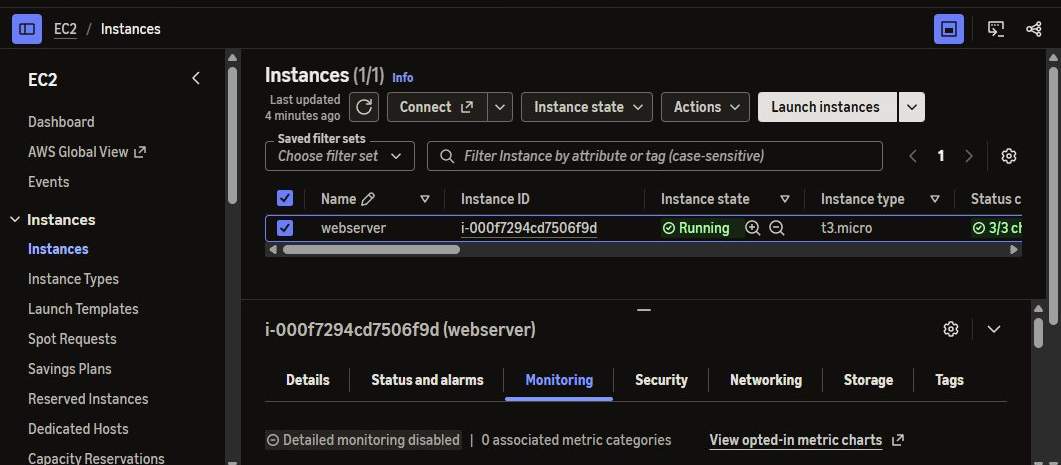 EC2 / Instances
EC2
Dashboard
AWS Global View
Events
Instances
Instances
Instance Types
Launch Templates
Spot Requests
Savings Plans
Reserved Instances
Dedicated Hosts
Capacity Reservations
Instances (1/1) Info
Last updated
4 minutes ago
Connect
Instance state
Actions
Launch instances
Saved filter sets
Choose filter set
Filter Instance by attribute or tag (case-sensitive)
1
Name Instance ID Instance state Instance type Status c
webserver i-000f7294cd7506f9d Running t3.micro 3/3 ch
i-000f7294cd7506f9d (webserver)
Details Status and alarms Monitoring Security Networking Storage Tags
Detailed monitoring disabled | 0 associated metric categories View opted-in metric charts